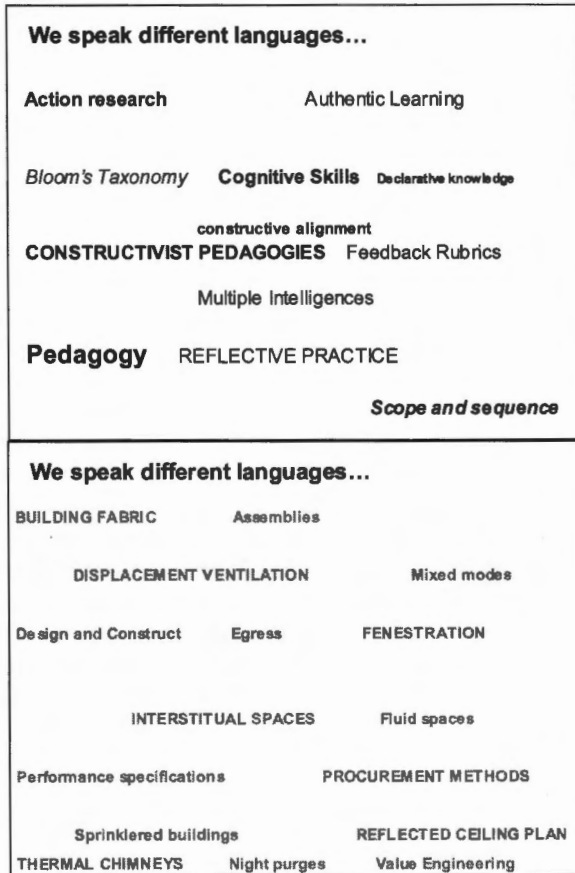 We speak different languages...
Action research Authentic Learning
Bloom's Taxonomy Cognitive Skills Declarative knowledge
constructive alignment
CONSTRUCTIVIST PEDAGOGIES Feedback Rubrics
Multiple Intelligences
Pedagogy REFLECTIVE PRACTICE
Scope and sequence
We speak different languages...
BUILDING FABRIC Assemblies
DISPLACEMENT VENTILATION Mixed modes
Design and Construct Egress FENESTRATION
INTERSTITUAL SPACES Fluid spaces
Performance specifications PROCUREMENT METHODS
Sprinklered buildings REFLECTED CEILING PLAN
THERMAL CHIMNEYS Night purges Value Engineering